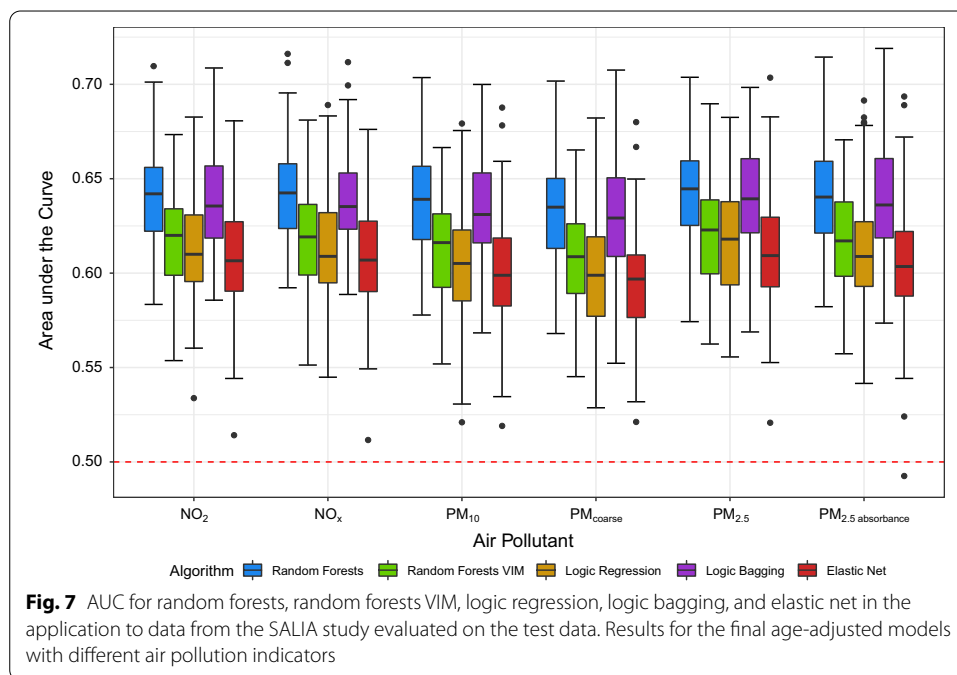 0.70
0.65
0.60
0.55
0.50
Area under the Curve
NO2 NOx PM10 PMcoarse PM2.5 PM2.5 absorbance
Air Pollutant
Algorithm Random Forests Random Forests VIM Logic Regression Logic Bagging Elastic Net
Fig. 7 AUC for random forests, random forests VIM, logic regression, logic bagging, and elastic net in the
application to data from the SALIA study evaluated on the test data. Results for the final age-adjusted models
with different air pollution indicators